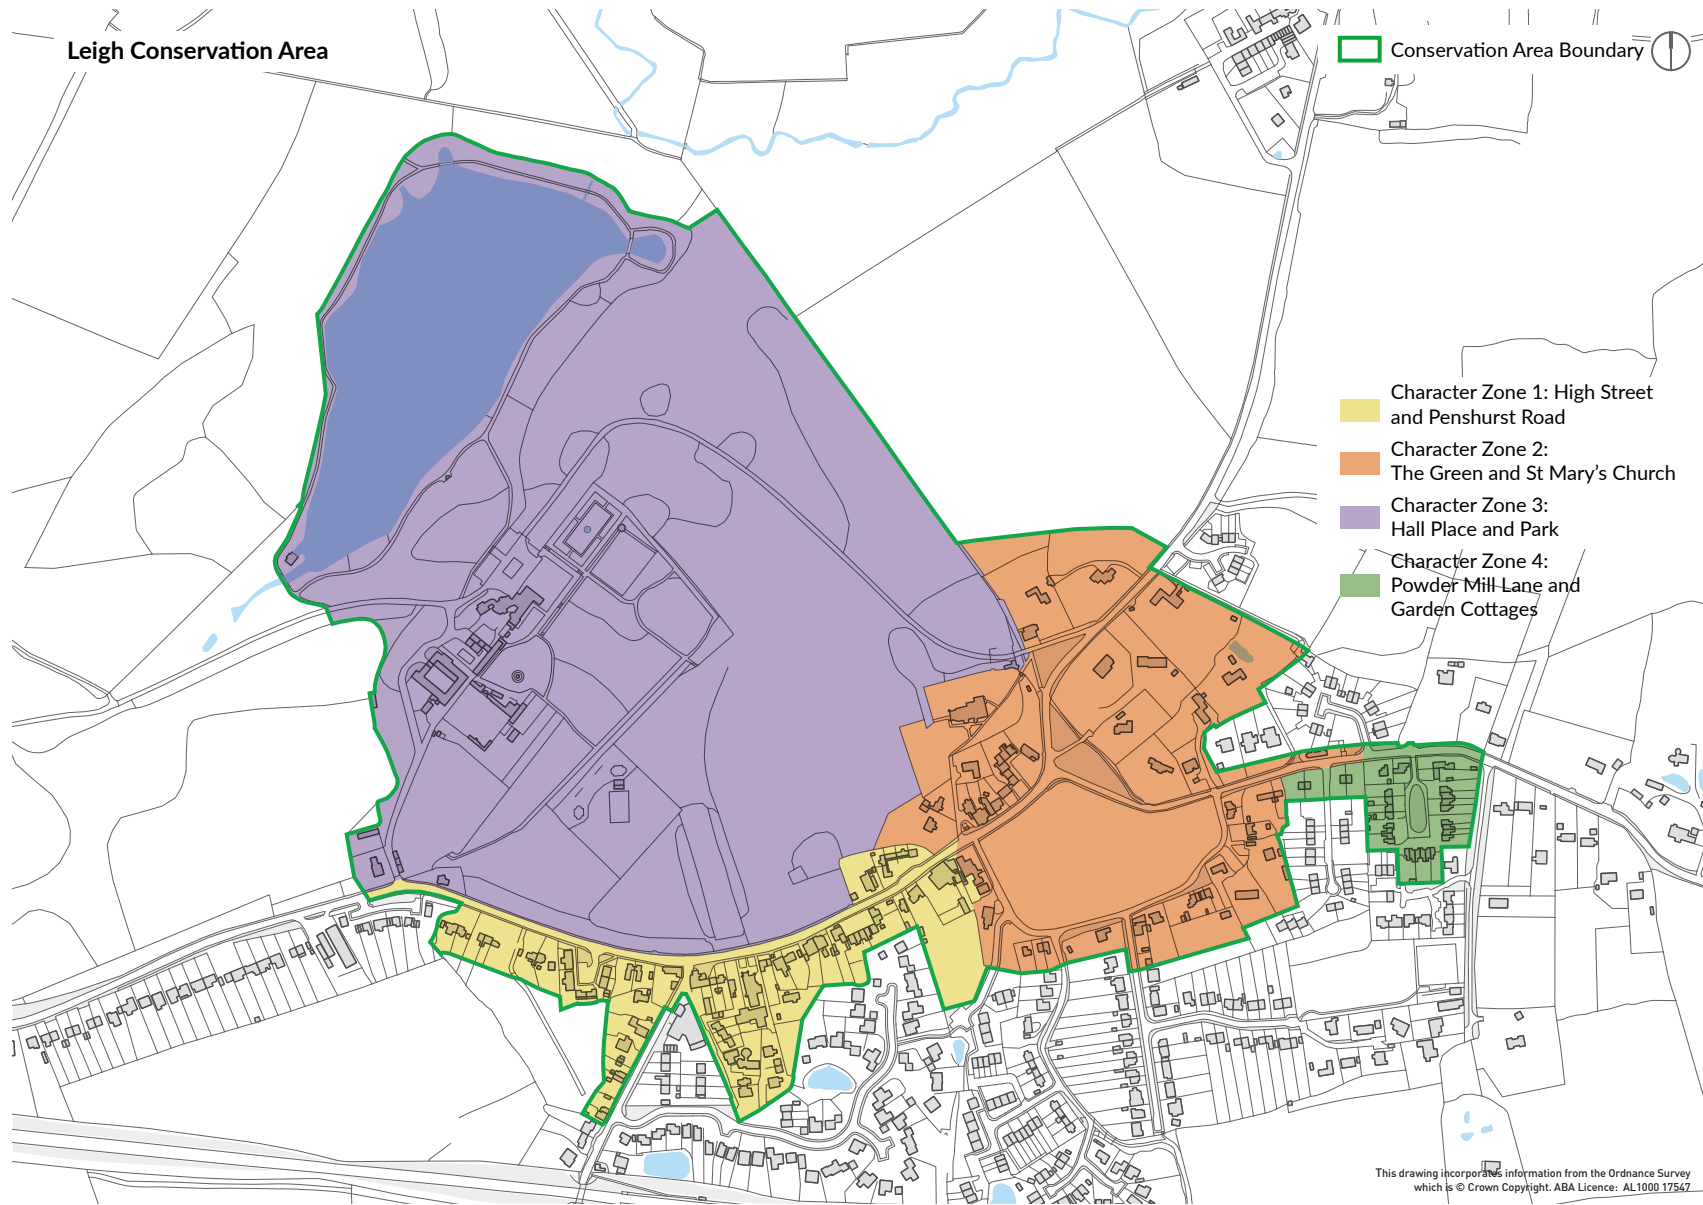 Leigh Conservation Area
Conservation Area Boundary
Character Zone 1: High Street
and Penshurst Road
Character Zone 2:
The Green and St Mary's Church
Character Zone 3:
Hall Place and Park
Character Zone 4:
Powder Mill Lane and
Garden Cottages
This drawing incorporates information from the Ordnance Survey
which is © Crown Copyright. ABA Licence: AL1000 17547